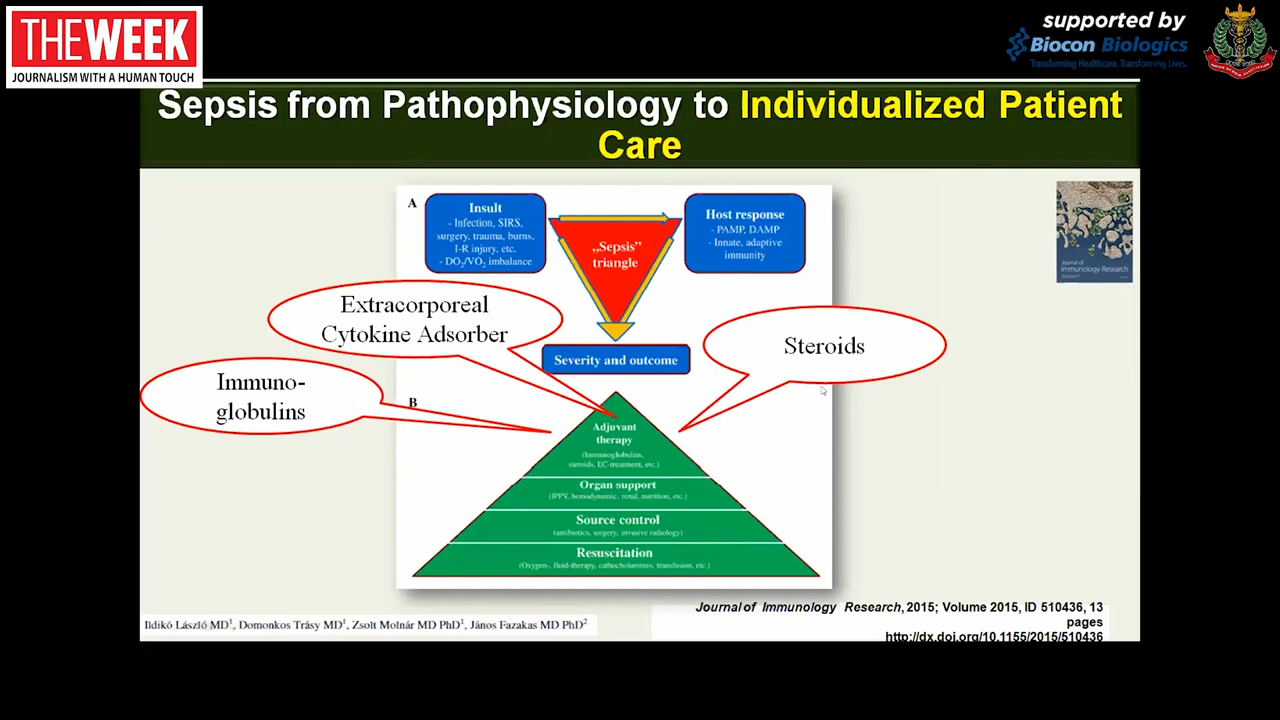 THE WEEK
JOURNALISM WITH A HUMAN TOUCH
supported by
Biocon Biologics
Transforming Healthcare. Transforming Lives.
Sepsis from Pathophysiology to Individualized Patient
Care
A
Insult
- Infection, SIRS,
surgery, trauma, burns,
I-R injury, etc.
- DO₂/VO₂ imbalance
„Sepsis”
triangle
Host response
- PAMP, DAMP
- Innate, adaptive
immunity
Journal of
Immunology Research
Extracorporeal
Cytokine Adsorber
Steroids
Severity and outcome
Immuno-
globulins
B
Adjuvant
therapy
(Immunoglobulins,
steroids, EC-treatment, etc.)
Organ support
(IPPV, hemodynamic, renal, nutrition, etc.)
Source control
(antibiotics, surgery, invasive radiology)
Resuscitation
(Oxygen-, fluid-therapy, cathecholamines, transfusion, etc.)
Ildikó László MD¹, Domonkos Trásy MD¹, Zsolt Molnár MD PhD¹, János Fazakas MD PhD²
Journal of Immunology Research, 2015; Volume 2015, ID 510436, 13
pages
http://dx.doi.org/10.1155/2015/510436